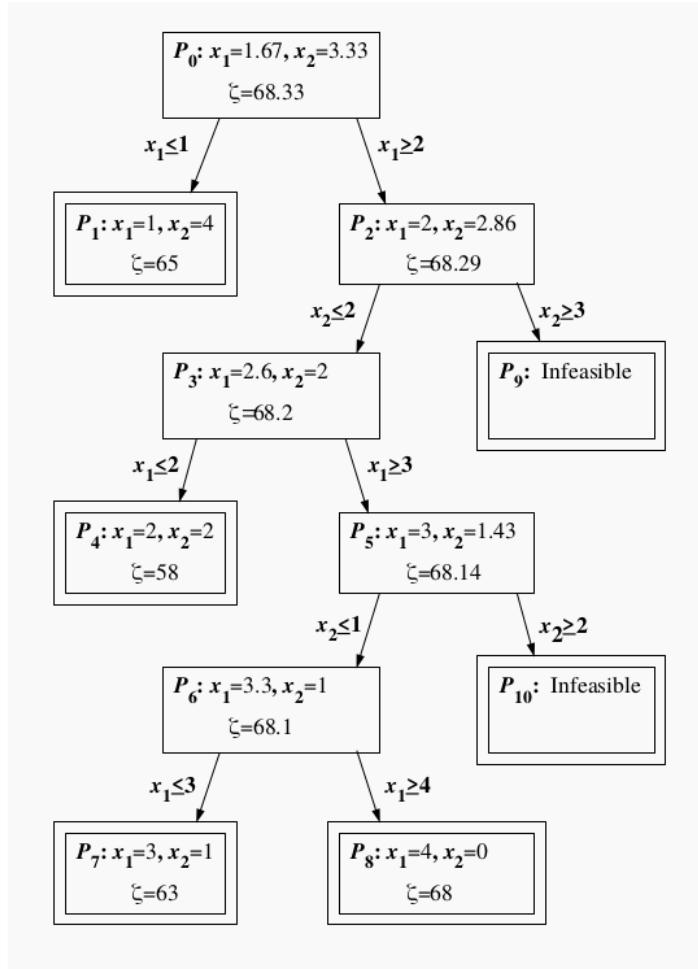 P0: x1=1.67, x2=3.33
ζ=68.33
x1≤1
x1≥2
P1: x1=1, x2=4
ζ=65
P2: x1=2, x2=2.86
ζ=68.29
x2≤2
x2≥3
P3: x1=2.6, x2=2
ζ=68.2
P9: Infeasible
x1≤2
x1≥3
P4: x1=2, x2=2
ζ=58
P5: x1=3, x2=1.43
ζ=68.14
x2≤1
x2≥2
P6: x1=3.3, x2=1
ζ=68.1
P10: Infeasible
x1≤3
x1≥4
P7: x1=3, x2=1
ζ=63
P8: x1=4, x2=0
ζ=68